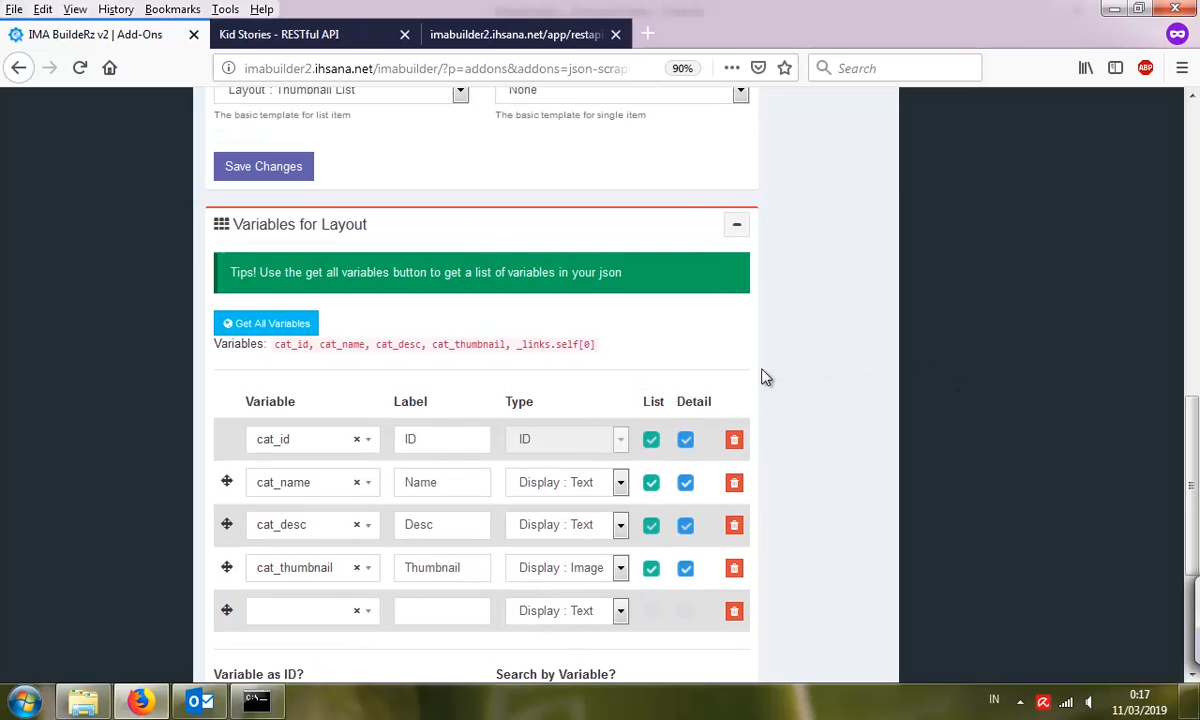 File Edit View History Bookmarks Tools Help
IMA BuildeRz v2 | Add-Ons
Kid Stories - RESTful API
imabuilder2.ihsana.net/app/restapi
imabuilder2.ihsana.net/imabuilder/?p=addons&addons=json-scrap
90%
Search
ABP
Layout : Thumbnail List
None
The basic template for list item
The basic template for single item
Save Changes
Variables for Layout
Tips! Use the get all variables button to get a list of variables in your json
Get All Variables
Variables: cat_id, cat_name, cat_desc, cat_thumbnail, _links.self[0]
Variable Label Type List Detail
cat_id × ID ID
cat_name × Name Display : Text
cat_desc × Desc Display : Text
cat_thumbnail × Thumbnail Display : Image
× Display : Text
Variable as ID?
Search by Variable?
IN
0:17
11/03/2019